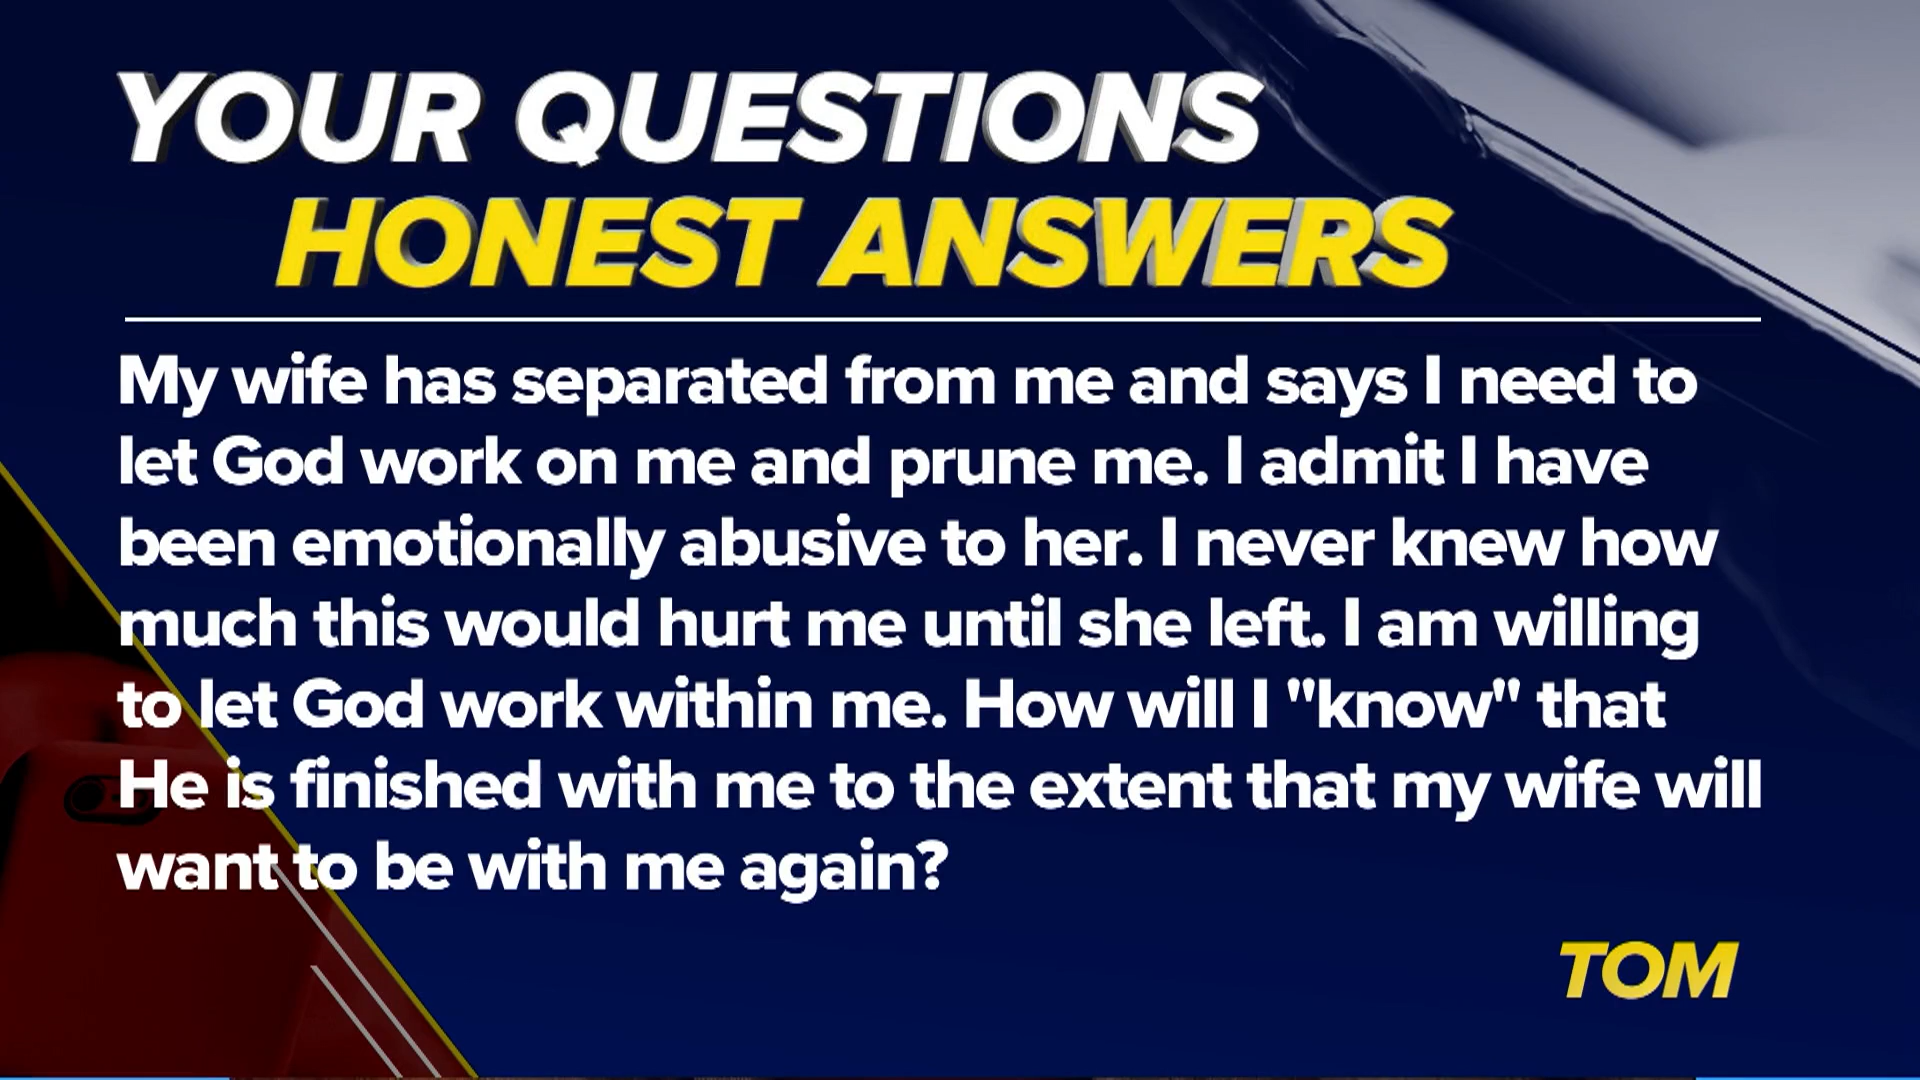 YOUR QUESTIONS
HONEST ANSWERS
My wife has separated from me and says I need to
let God work on me and prune me. I admit I have
been emotionally abusive to her. I never knew how
much this would hurt me until she left. I am willing
to let God work within me. How will I "know" that
He is finished with me to the extent that my wife will
want to be with me again?
TOM